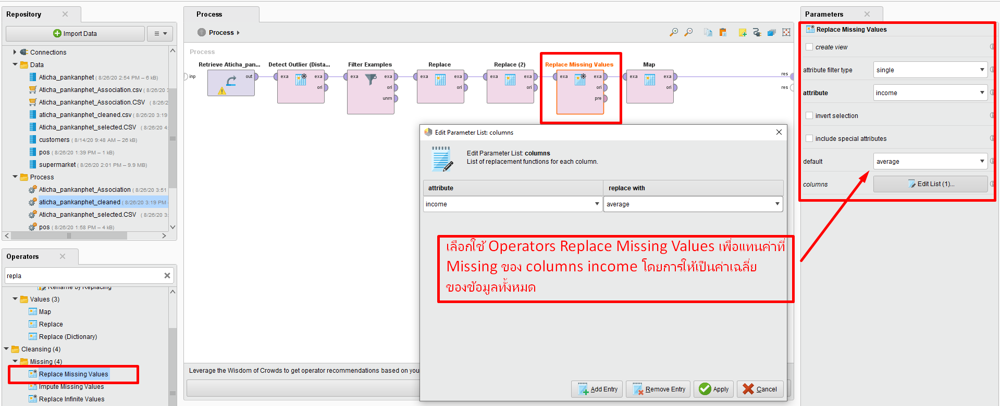 Repository
Import Data
Connections
Data
Aticha_pankanphet ( 8/26/20 2:54 PM – 6 kB)
Aticha_pankanphet_Association.csv ( 8/26/20 3
Aticha_pankanphet_Association.CSV ( 8/26/2
aticha_pankanphet_cleaned.csv ( 8/26/20 3:19
Aticha_pankanphet_selected.CSV ( 8/26/20 4:
customers ( 8/14/20 9:48 AM – 26 kB)
pos ( 8/26/20 1:39 PM – 1 kB)
supermarket ( 8/26/20 2:01 PM – 9.9 MB)
Process
Aticha_pankanphet_Association ( 8/26/20 3:51
aticha_pankanphet_cleaned ( 8/26/20 3:19 PM –
Aticha_pankanphet_selected.CSV ( 8/26/20 3:
pos ( 8/26/20 1:58 PM – 4 kB)
Operators
repla
Rename by Replacing
Values (3)
Map
Replace
Replace (Dictionary)
Cleansing (4)
Missing (4)
Replace Missing Values
Impute Missing Values
Replace Infinite Values
Process
Process
Process
Retrieve Aticha_pan... Detect Outlier (Dista... Filter Examples Replace Replace (2) Replace Missing Values Map
inp out exa exa exa exa exa exa exa exa exa exa exa exa res
ori ori ori ori ori ori res
unm pre
Edit Parameter List: columns
Edit Parameter List: columns
List of replacement functions for each column.
attribute replace with
income average
เลือกใช้ Operators Replace Missing Values เพื่อแทนค่าที่
Missing ของ columns income โดยการให้เป็นค่าเฉลี่ย
ของข้อมูลทั้งหมด
Leverage the Wisdom of Crowds to get operator recommendations based on you
Add Entry Remove Entry Apply Cancel
Parameters
Replace Missing Values
create view
attribute filter type single
attribute income
invert selection
include special attributes
default average
columns Edit List (1)...